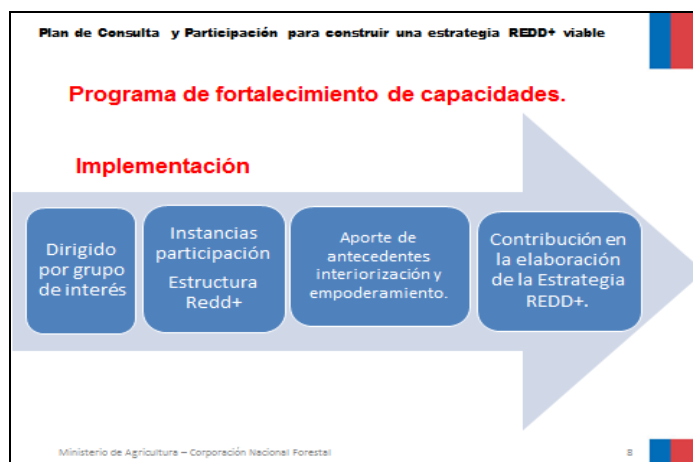 Plan de Consulta y Participación para construir una estrategia REDD+ viable
Programa de fortalecimiento de capacidades.
Implementación
Dirigido
por grupo
de interés
Instancias
participación
Estructura
Redd+
Aporte de
antecedentes
interiorización y
empoderamiento.
Contribución en
la elaboración
de la Estrategia
REDD+.
Ministerio de Agricultura – Corporación Nacional Forestal
8